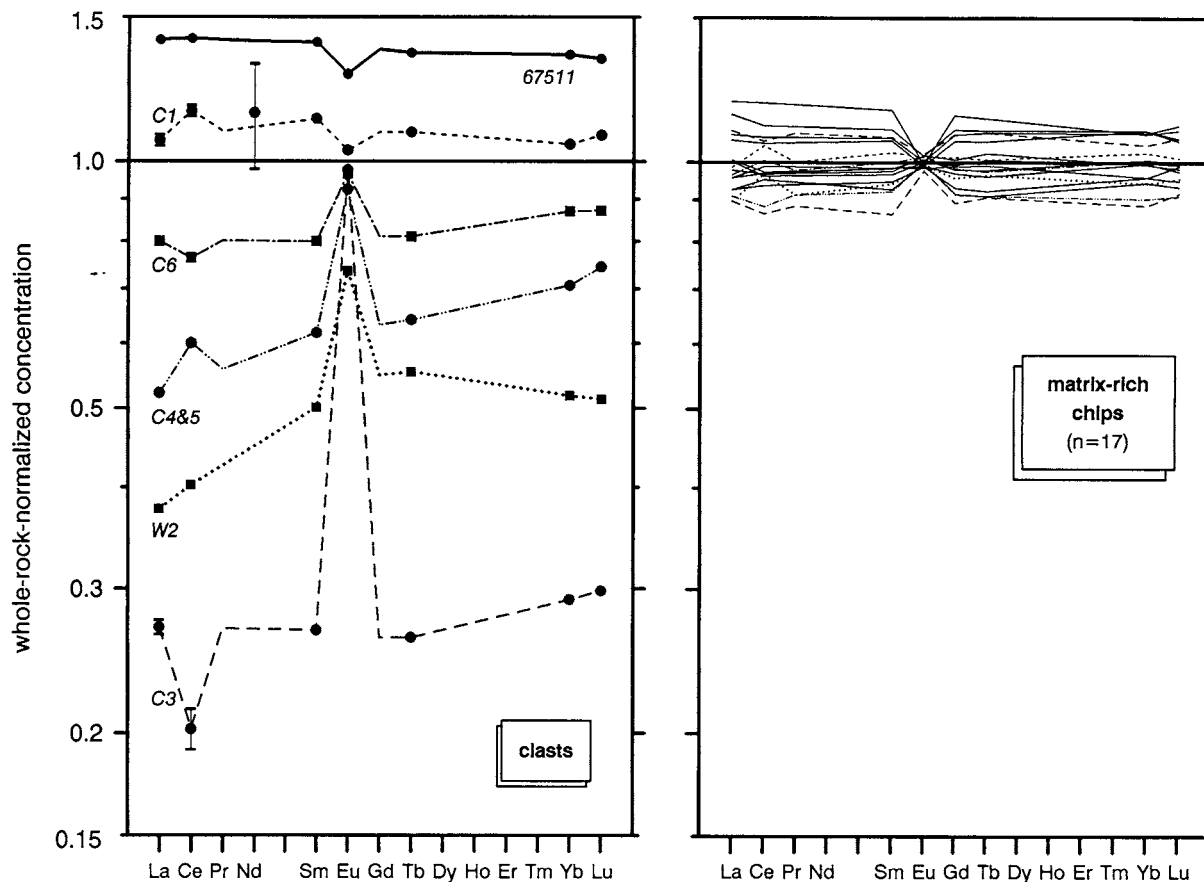 whole-rock-normalized concentration
1.5
1.0
0.5
0.3
0.2
0.15
67511
C1
C6
C4&5
W2
C3
clasts
La Ce Pr Nd Sm Eu Gd Tb Dy Ho Er Tm Yb Lu
matrix-rich
chips
(n=17)
La Ce Pr Nd Sm Eu Gd Tb Dy Ho Er Tm Yb Lu